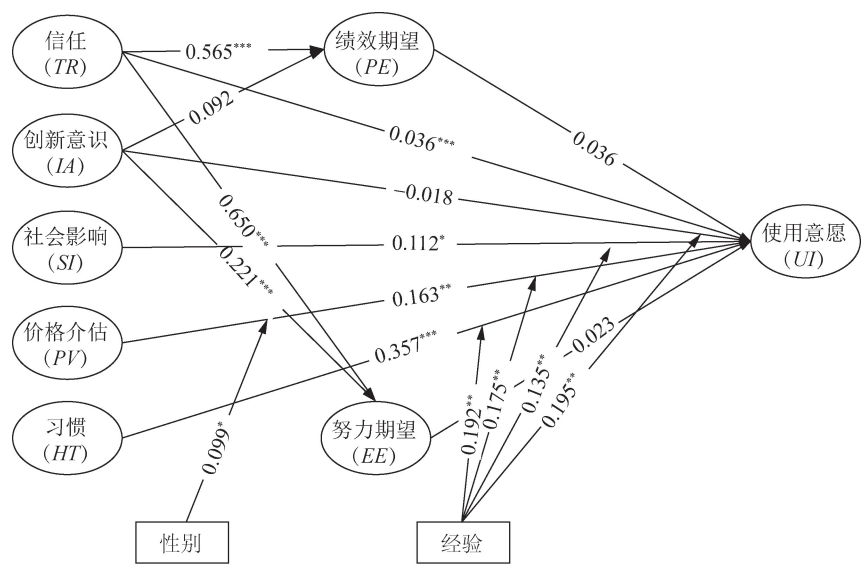 信任
(TR)
0.565***
绩效期望
(PE)
0.092
0.036***
0.036
创新意识
(IA)
-0.018
0.650***
社会影响
(SI)
0.112*
使用意愿
(UI)
0.221***
0.163**
价格介估
(PV)
0.357***
-0.023
0.192**
0.175**
0.135**
0.195**
习惯
(HT)
努力期望
(EE)
0.099*
性别
经验